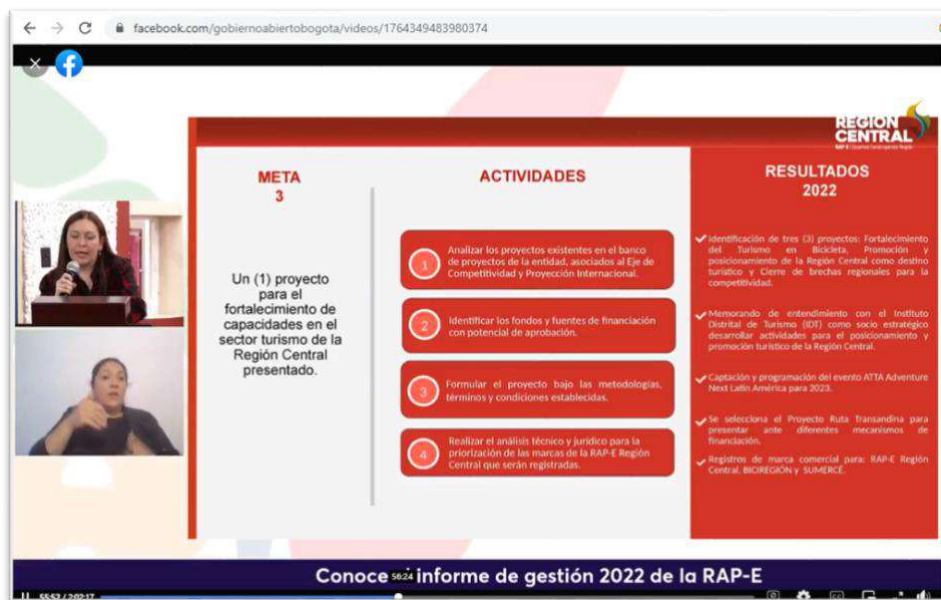 facebook.com/gobiernoabiertobogota/videos/1764349483980374
REGION
CENTRAL
META
3
Un (1) proyecto
para el
fortalecimiento de
capacidades en el
sector turismo de la
Región Central
presentado.
ACTIVIDADES
1
Analizar los proyectos existentes en el banco
de proyectos de la entidad, asociados al Eje de
Competitividad y Proyección Internacional.
2
Identificar los fondos y fuentes de financiación
con potencial de aprobación.
3
Formular el proyecto bajo las metodologías,
términos y condiciones establecidas.
4
Realizar el análisis técnico y jurídico para la
priorización de las marcas de la RAP-E Región
Central que serán registradas.
RESULTADOS
2022
Identificación de tres (3) proyectos: Fortalecimiento
del Turismo en Bicicleta, Promoción y
posicionamiento de la Región Central como destino
turístico y Cierre de brechas regionales para la
competitividad.
Memorando de entendimiento con el Instituto
Distrital de Turismo (IDT) como socio estratégico
desarrollar actividades para el posicionamiento y
promoción turístico de la Región Central.
Captación y programación del evento ATTA Adventure
Next Latin América para 2023.
Se selecciona el Proyecto Ruta Transandina para
presentar ante diferentes mecanismos de
financiación.
Registros de marca comercial para: RAP-E Región
Central, BICIREGIÓN y SUMERCÉ.
Conoce 56:24 informe de gestión 2022 de la RAP-E
55:52 / 2:02:17